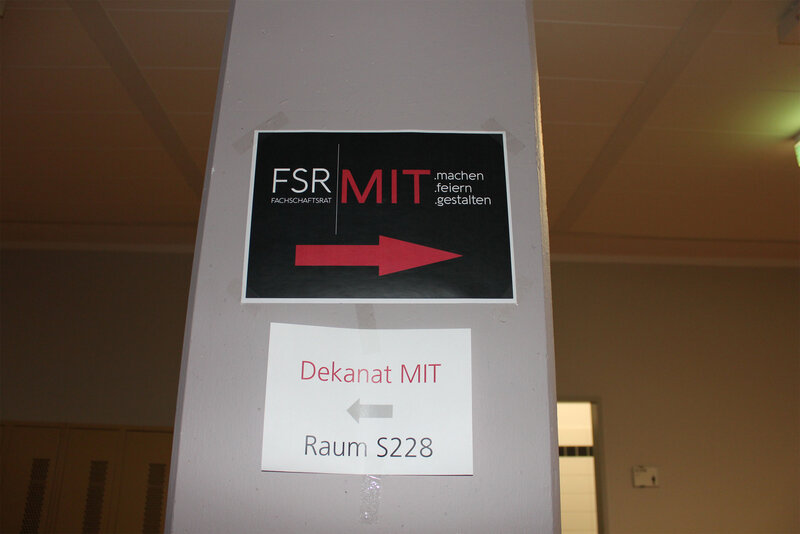 FSR MIT
FACHSCHAFTSRAT
.machen
.feiern
.gestalten
Dekanat MIT
Raum S228